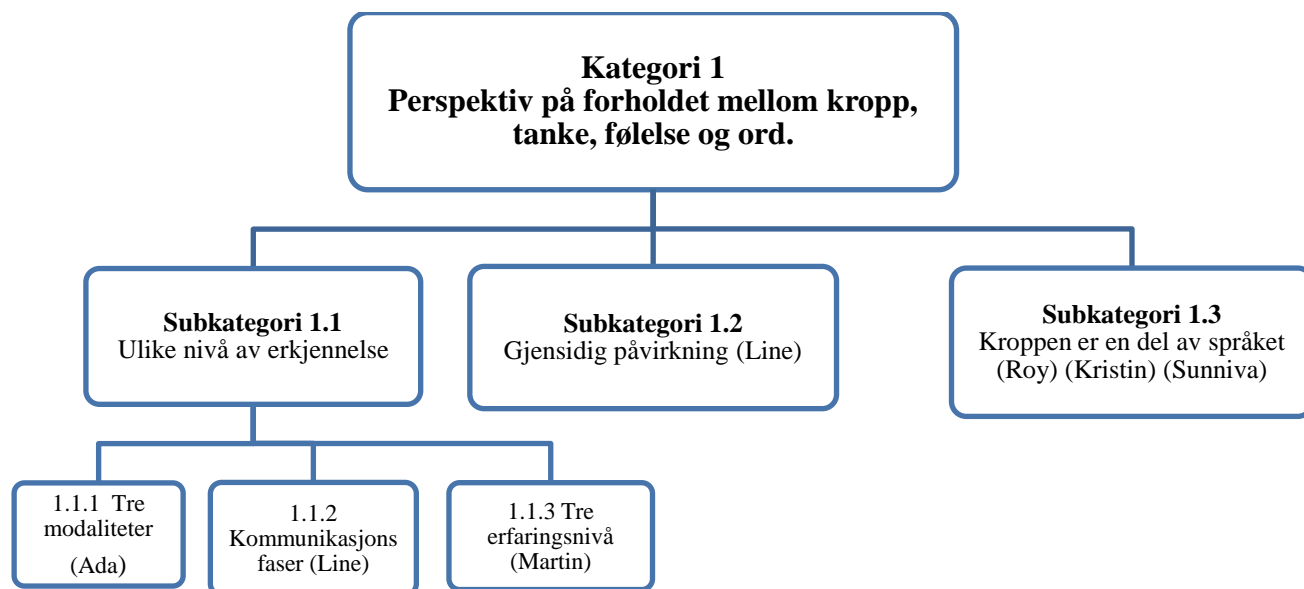 Kategori 1
Perspektiv på forholdet mellom kropp,
tanke, følelse og ord.
Subkategori 1.1
Ulike nivå av erkjennelse
Subkategori 1.2
Gjensidig påvirkning (Line)
Subkategori 1.3
Kroppen er en del av språket
(Roy) (Kristin) (Sunniva)
1.1.1 Tre
modaliteter
(Ada)
1.1.2
Kommunikasjons
faser (Line)
1.1.3 Tre
erfaringsnivå
(Martin)